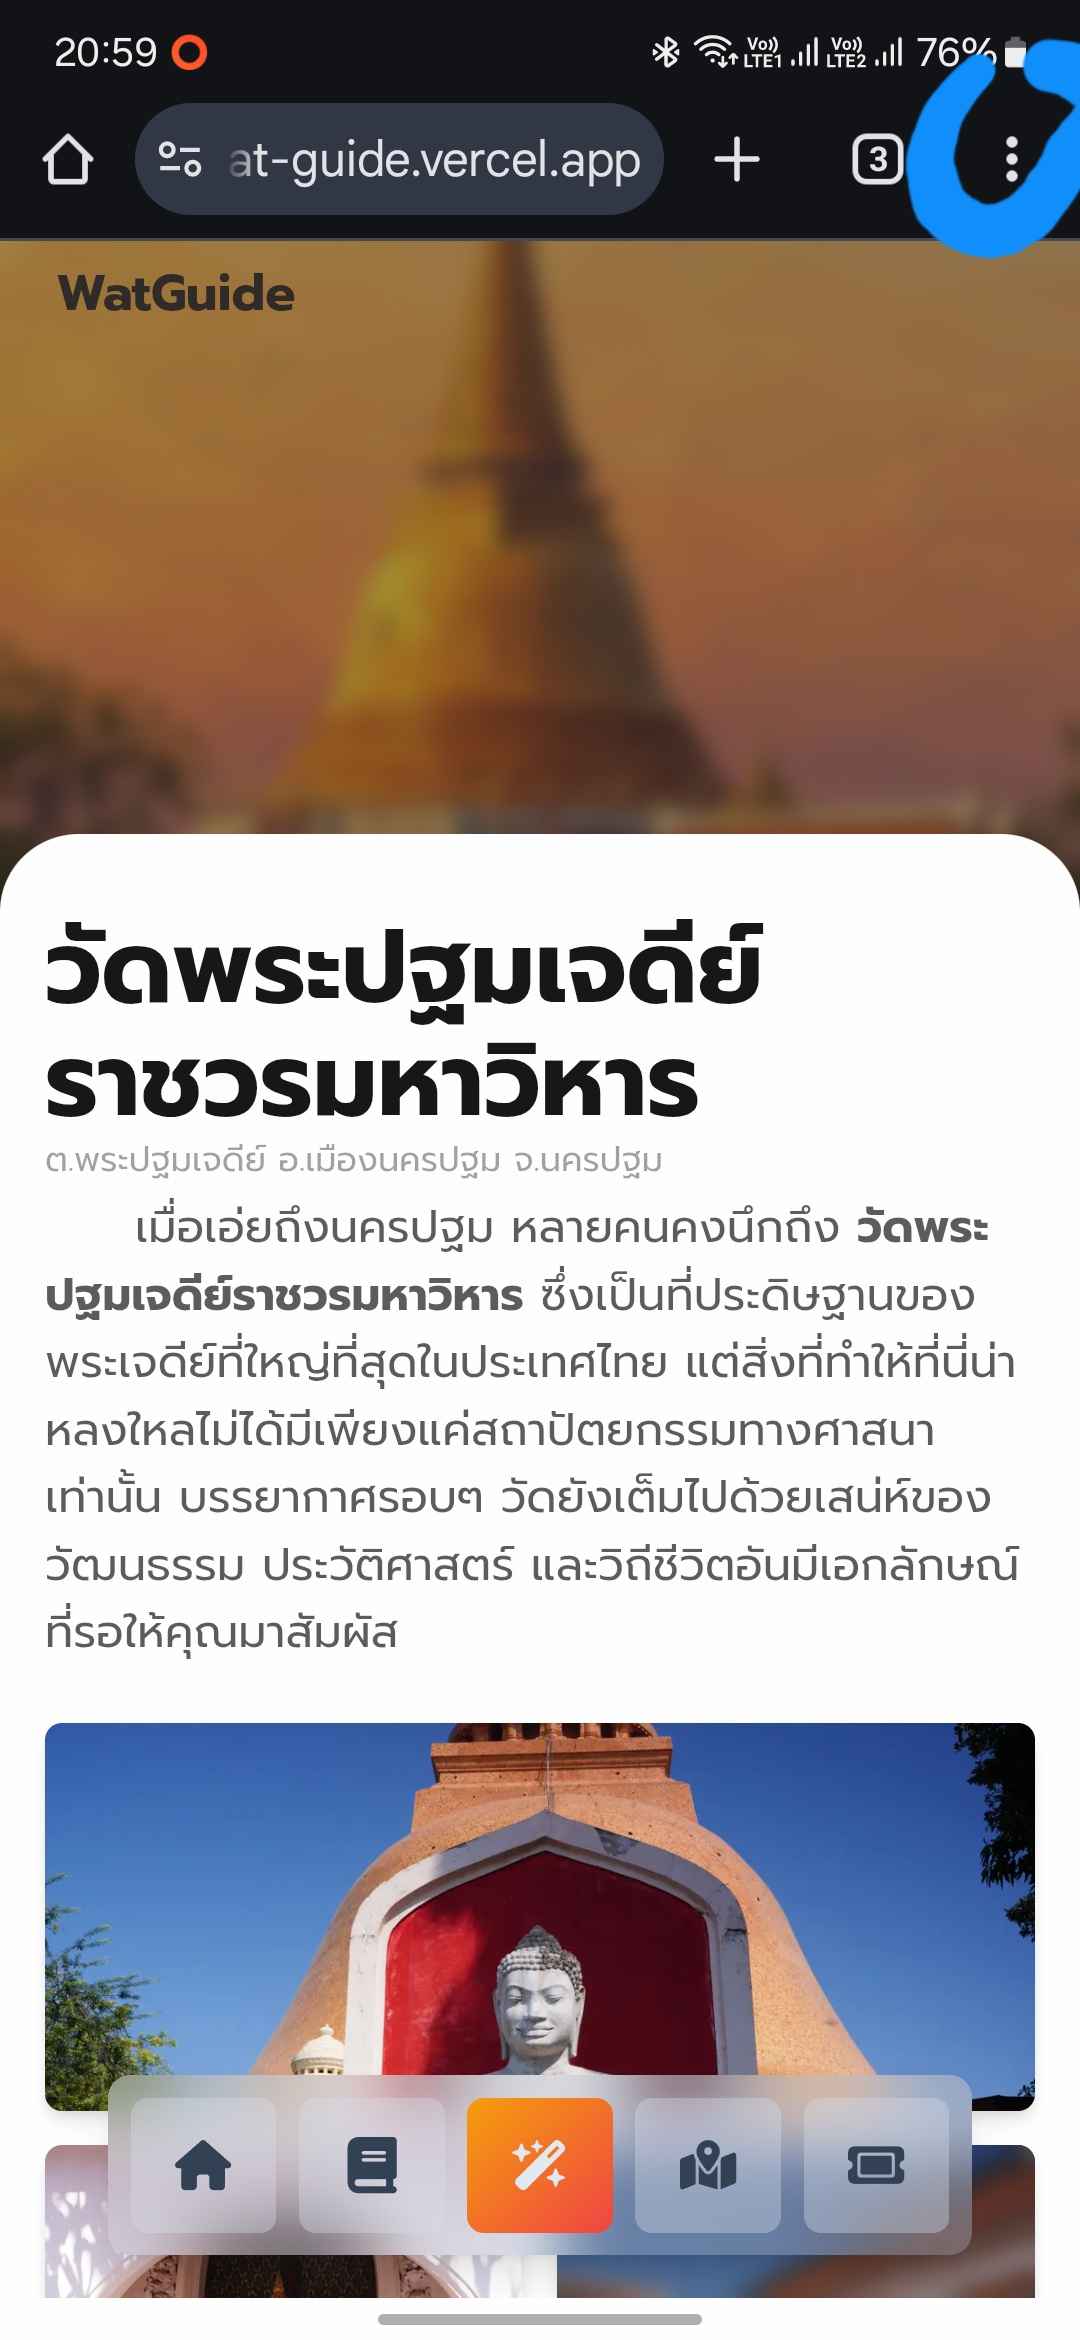 20:59 Vo) LTE1 Vo) LTE2 76%
at-guide.vercel.app 3
WatGuide
วัดพระปฐมเจดีย์
ราชวรมหาวิหาร
ต.พระปฐมเจดีย์ อ.เมืองนครปฐม จ.นครปฐม
เมื่อเอ่ยถึงนครปฐม หลายคนคงนึกถึง วัดพระ
ปฐมเจดีย์ราชวรมหาวิหาร ซึ่งเป็นที่ประดิษฐานของ
พระเจดีย์ที่ใหญ่ที่สุดในประเทศไทย แต่สิ่งที่ทำให้ที่นี่น่า
หลงใหลไม่ได้มีเพียงแค่สถาปัตยกรรมทางศาสนา
เท่านั้น บรรยากาศรอบๆ วัดยังเต็มไปด้วยเสน่ห์ของ
วัฒนธรรม ประวัติศาสตร์ และวิถีชีวิตอันมีเอกลักษณ์
ที่รอให้คุณมาสัมผัส